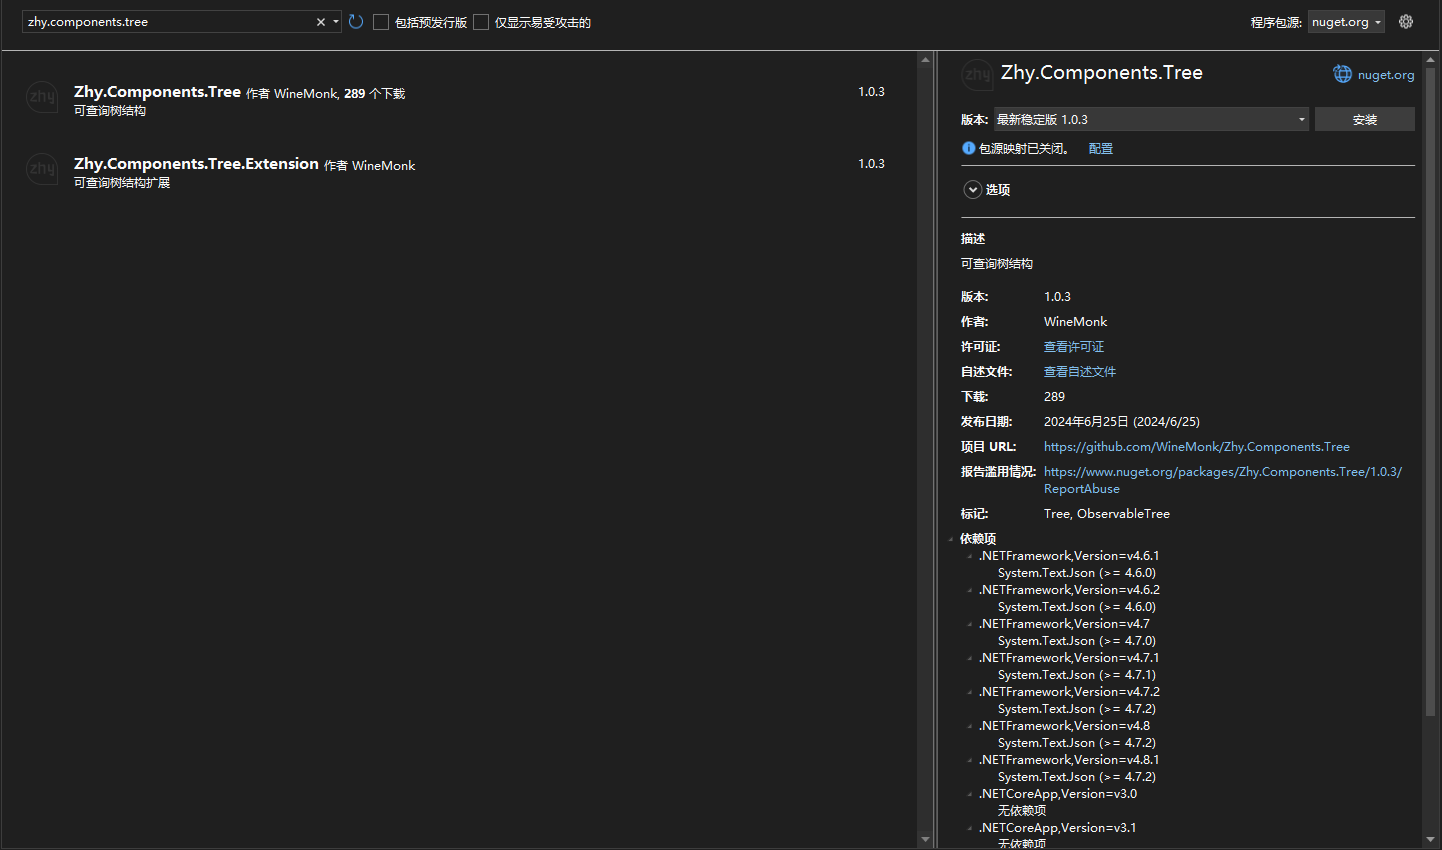 zhy.components.tree
包括预发行版
仅显示易受攻击的
程序包源: nuget.org
zhy
Zhy.Components.Tree 作者 WineMonk, 289 个下载
1.0.3
可查询树结构
zhy
Zhy.Components.Tree.Extension 作者 WineMonk
1.0.3
可查询树结构扩展
zhy
Zhy.Components.Tree
nuget.org
版本: 最新稳定版 1.0.3
安装
包源映射已关闭。 配置
选项
描述
可查询树结构
版本: 1.0.3
作者: WineMonk
许可证: 查看许可证
自述文件: 查看自述文件
下载: 289
发布日期: 2024年6月25日 (2024/6/25)
项目 URL: https://github.com/WineMonk/Zhy.Components.Tree
报告滥用情况: https://www.nuget.org/packages/Zhy.Components.Tree/1.0.3/
ReportAbuse
标记: Tree, ObservableTree
依赖项
.NETFramework,Version=v4.6.1
System.Text.Json (>= 4.6.0)
.NETFramework,Version=v4.6.2
System.Text.Json (>= 4.6.0)
.NETFramework,Version=v4.7
System.Text.Json (>= 4.7.0)
.NETFramework,Version=v4.7.1
System.Text.Json (>= 4.7.1)
.NETFramework,Version=v4.7.2
System.Text.Json (>= 4.7.2)
.NETFramework,Version=v4.8
System.Text.Json (>= 4.7.2)
.NETFramework,Version=v4.8.1
System.Text.Json (>= 4.7.2)
.NETCoreApp,Version=v3.0
无依赖项
.NETCoreApp,Version=v3.1
无依赖项